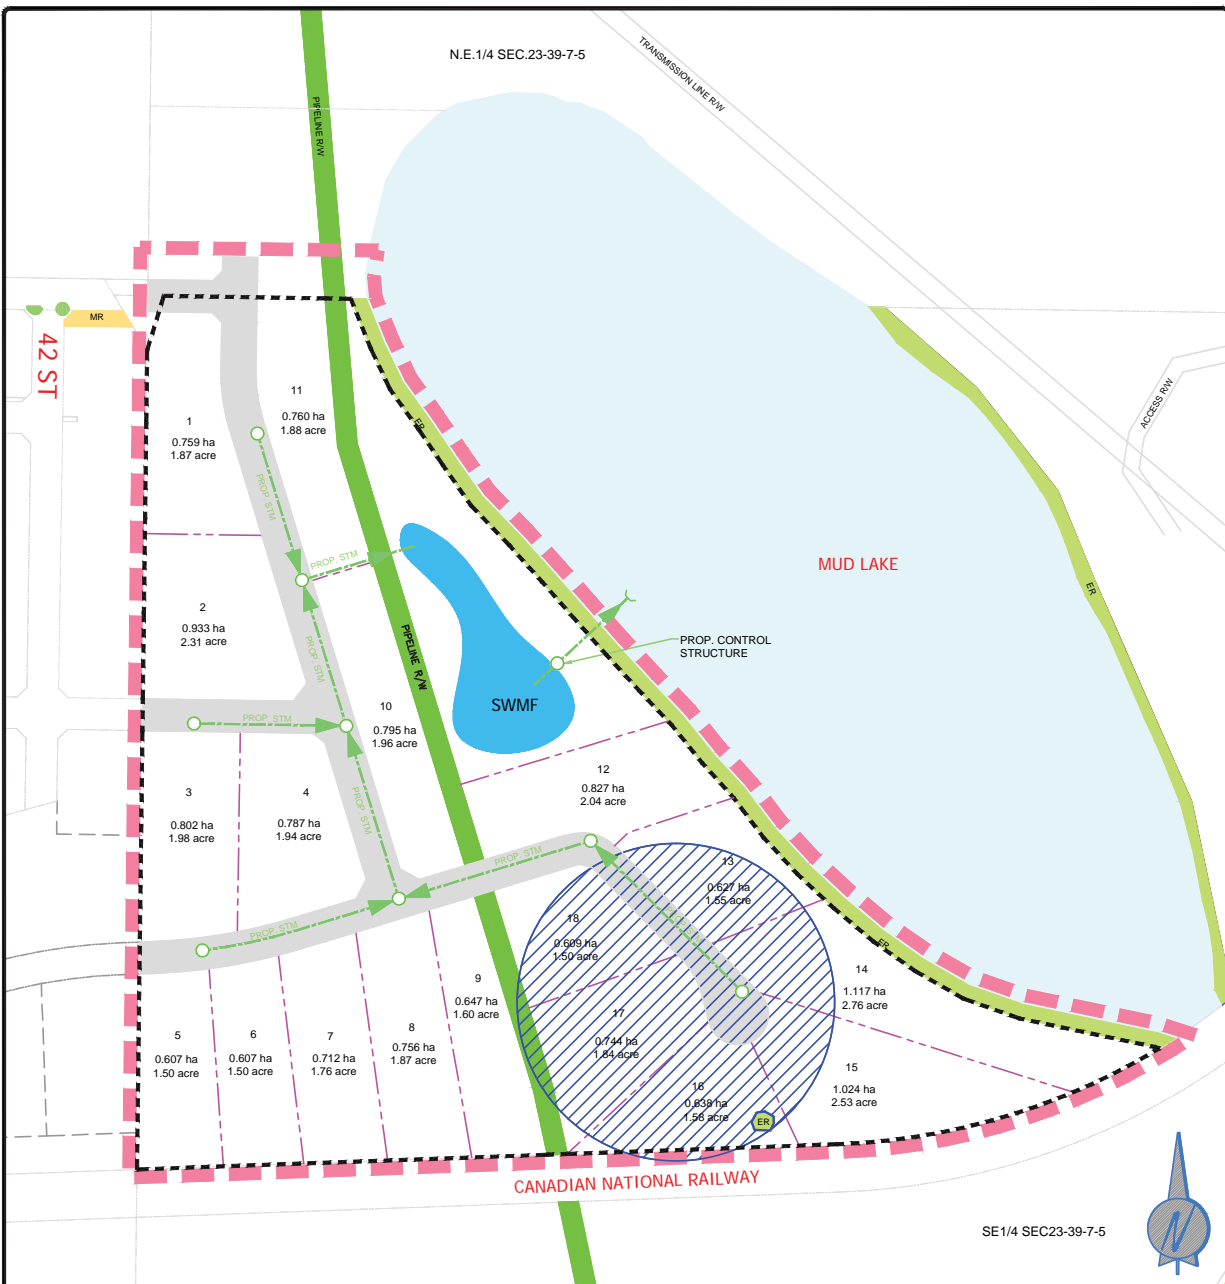 N.E.1/4 SEC.23-39-7-5
TRANSMISSION LINE R/W
PIPELINE R/W
MR
42 ST
ACCESS R/W
11
0.760 ha
1.88 acre
1
0.759 ha
1.87 acre
ER
PROP. STM
PROP. STM
MUD LAKE
ER
2
0.933 ha
2.31 acre
PROP. STM
PIPELINE R/W
PROP. CONTROL
STRUCTURE
SWMF
10
0.795 ha
1.96 acre
PROP. STM
12
0.827 ha
2.04 acre
3
0.802 ha
1.98 acre
4
0.787 ha
1.94 acre
PROP. STM
PROP. STM
13
0.627 ha
1.55 acre
18
0.609 ha
1.50 acre
PROP. STM
PROP. STM
ER
14
1.117 ha
2.76 acre
9
0.647 ha
1.60 acre
17
0.744 ha
1.84 acre
5
0.607 ha
1.50 acre
6
0.607 ha
1.50 acre
7
0.712 ha
1.76 acre
8
0.756 ha
1.87 acre
15
1.024 ha
2.53 acre
16
0.638 ha
1.58 acre
ER
CANADIAN NATIONAL RAILWAY
SE1/4 SEC23-39-7-5
N